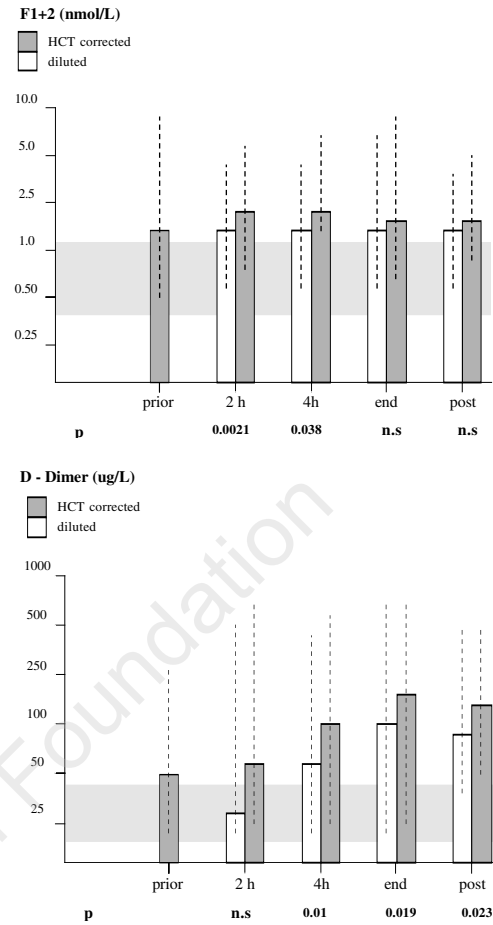 F1+2 (nmol/L)
HCT corrected
diluted
10.0
5.0
2.5
1.0
0.50
0.25
prior 2 h 4h end post
p 0.0021 0.038 n.s n.s
D - Dimer (ug/L)
HCT corrected
diluted
1000
500
250
100
50
25
prior 2 h 4h end post
p n.s 0.01 0.019 0.023
Foundation